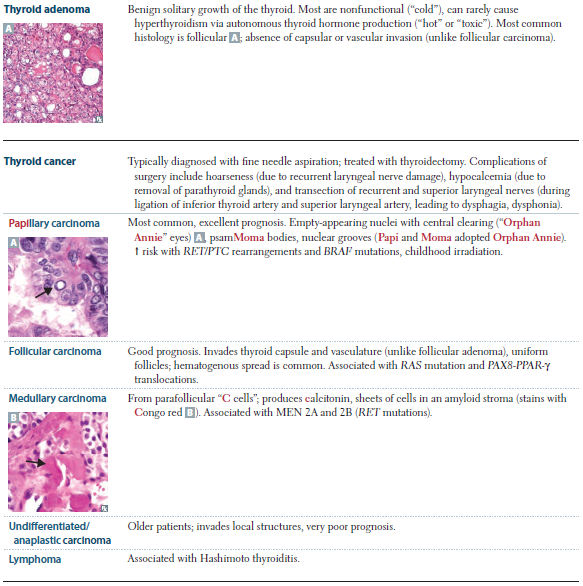 Thyroid adenoma
Benign solitary growth of the thyroid. Most are nonfunctional (“cold”), can rarely cause
hyperthyroidism via autonomous thyroid hormone production (“hot” or “toxic”). Most common
histology is follicular A; absence of capsular or vascular invasion (unlike follicular carcinoma).
A
Thyroid cancer
Typically diagnosed with fine needle aspiration; treated with thyroidectomy. Complications of
surgery include hoarseness (due to recurrent laryngeal nerve damage), hypocalcemia (due to
removal of parathyroid glands), and transection of recurrent and superior laryngeal nerves (during
ligation of inferior thyroid artery and superior laryngeal artery, leading to dysphagia, dysphonia).
Papillary carcinoma
Most common, excellent prognosis. Empty-appearing nuclei with central clearing (“Orphan
Annie” eyes) A, psamMoma bodies, nuclear grooves (Papi and Moma adopted Orphan Annie).
↑ risk with RET/PTC rearrangements and BRAF mutations, childhood irradiation.
A
Follicular carcinoma
Good prognosis. Invades thyroid capsule and vasculature (unlike follicular adenoma), uniform
follicles; hematogenous spread is common. Associated with RAS mutation and PAX8-PPAR-γ
translocations.
Medullary carcinoma
From parafollicular “C cells”; produces calcitonin, sheets of cells in an amyloid stroma (stains with
Congo red B). Associated with MEN 2A and 2B (RET mutations).
B
Undifferentiated/
anaplastic carcinoma
Older patients; invades local structures, very poor prognosis.
Lymphoma
Associated with Hashimoto thyroiditis.